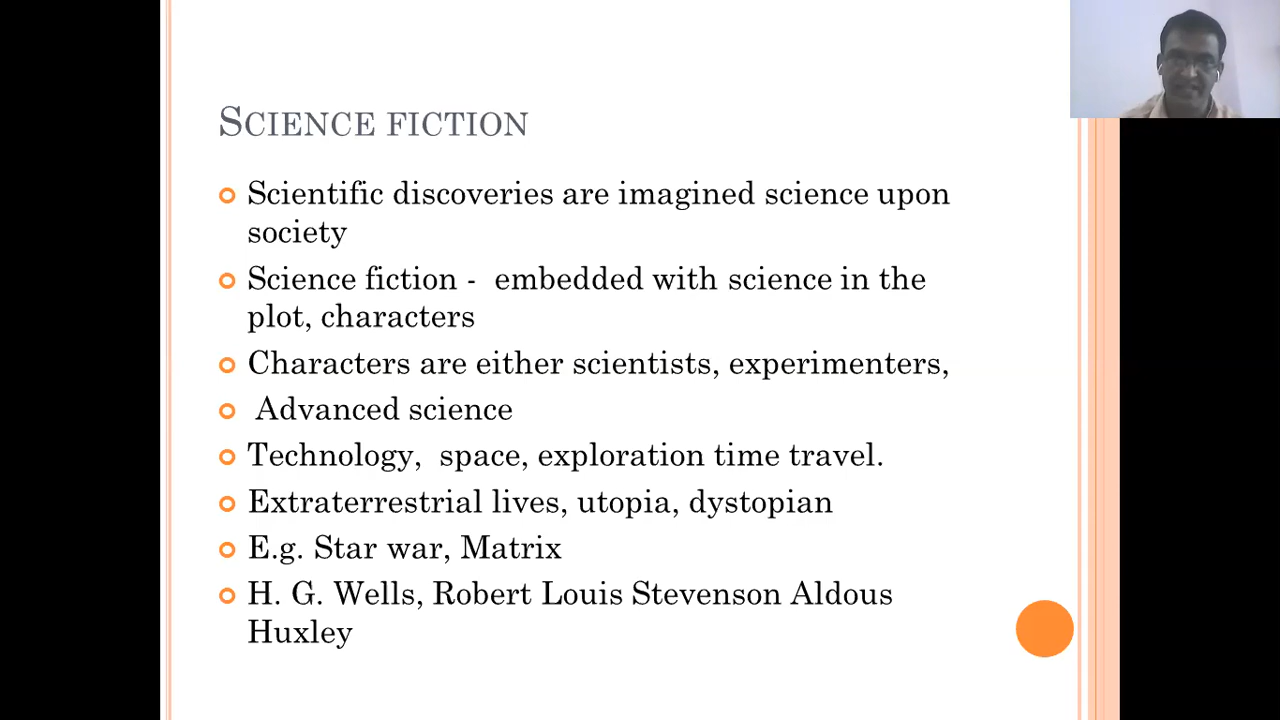 SCIENCE FICTION
Scientific discoveries are imagined science upon
society
Science fiction - embedded with science in the
plot, characters
Characters are either scientists, experimenters,
Advanced science
Technology, space, exploration time travel.
Extraterrestrial lives, utopia, dystopian
E.g. Star war, Matrix
H. G. Wells, Robert Louis Stevenson Aldous
Huxley